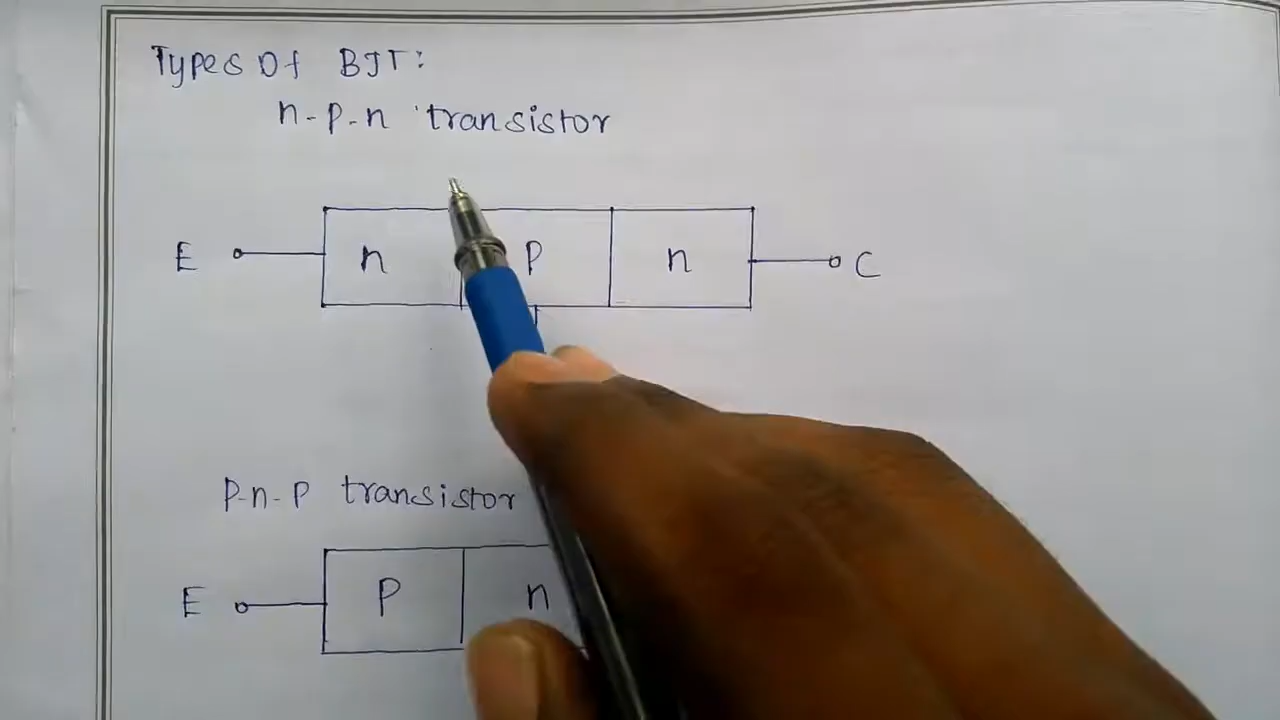 Types Of BJT:
n-p-n transistor
E n P n C
P-n-P transistor
E P n